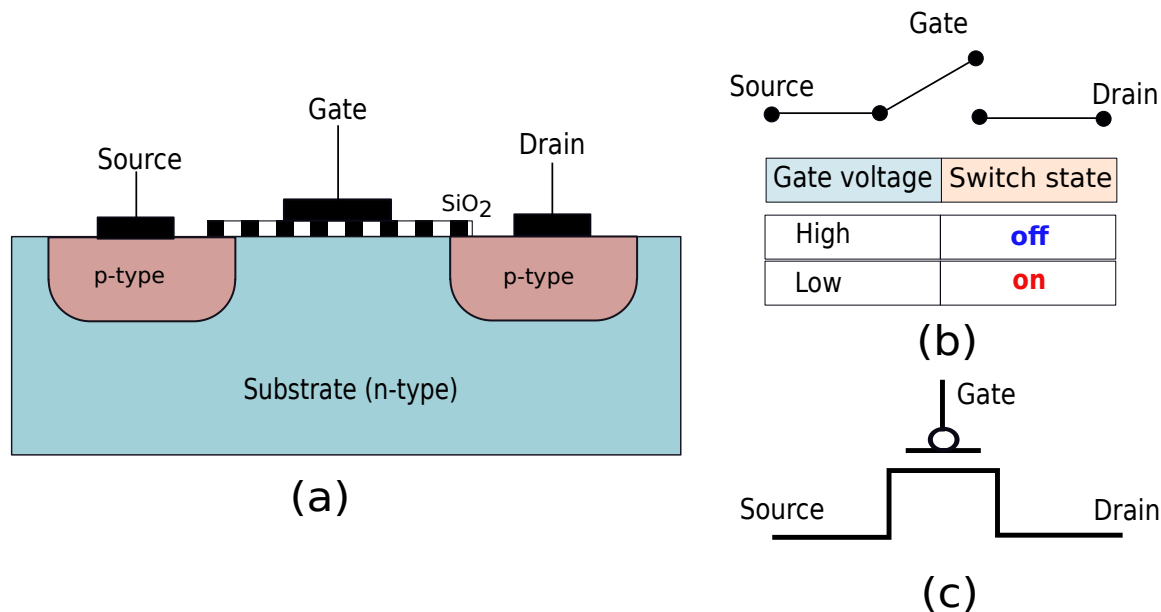 Source
Gate
Drain
SiO2
p-type
p-type
Substrate (n-type)
(a)
Gate
Source
Drain
Gate voltage Switch state
High off
Low on
(b)
Gate
Source
Drain
(c)